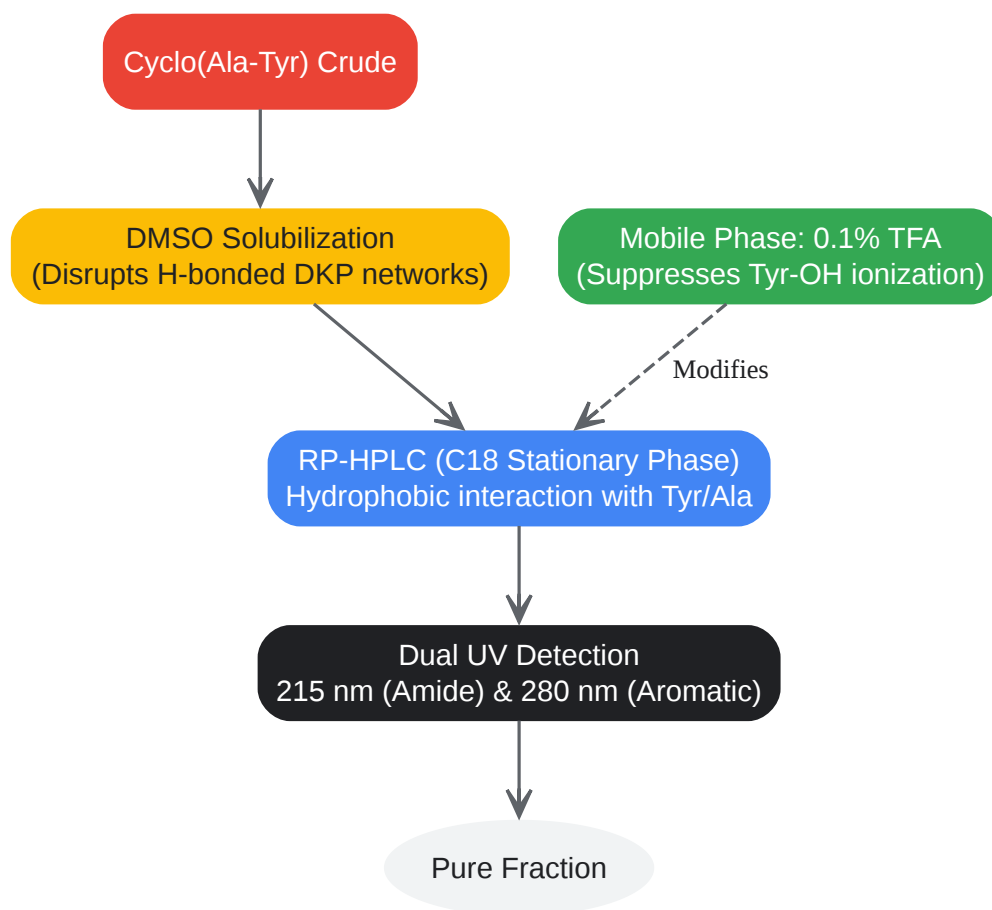 Cyclo(Ala-Tyr) Crude
DMSO Solubilization
(Disrupts H-bonded DKP networks)
Mobile Phase: 0.1% TFA
(Suppresses Tyr-OH ionization)
Modifies
RP-HPLC (C18 Stationary Phase)
Hydrophobic interaction with Tyr/Ala
Dual UV Detection
215 nm (Amide) & 280 nm (Aromatic)
Pure Fraction